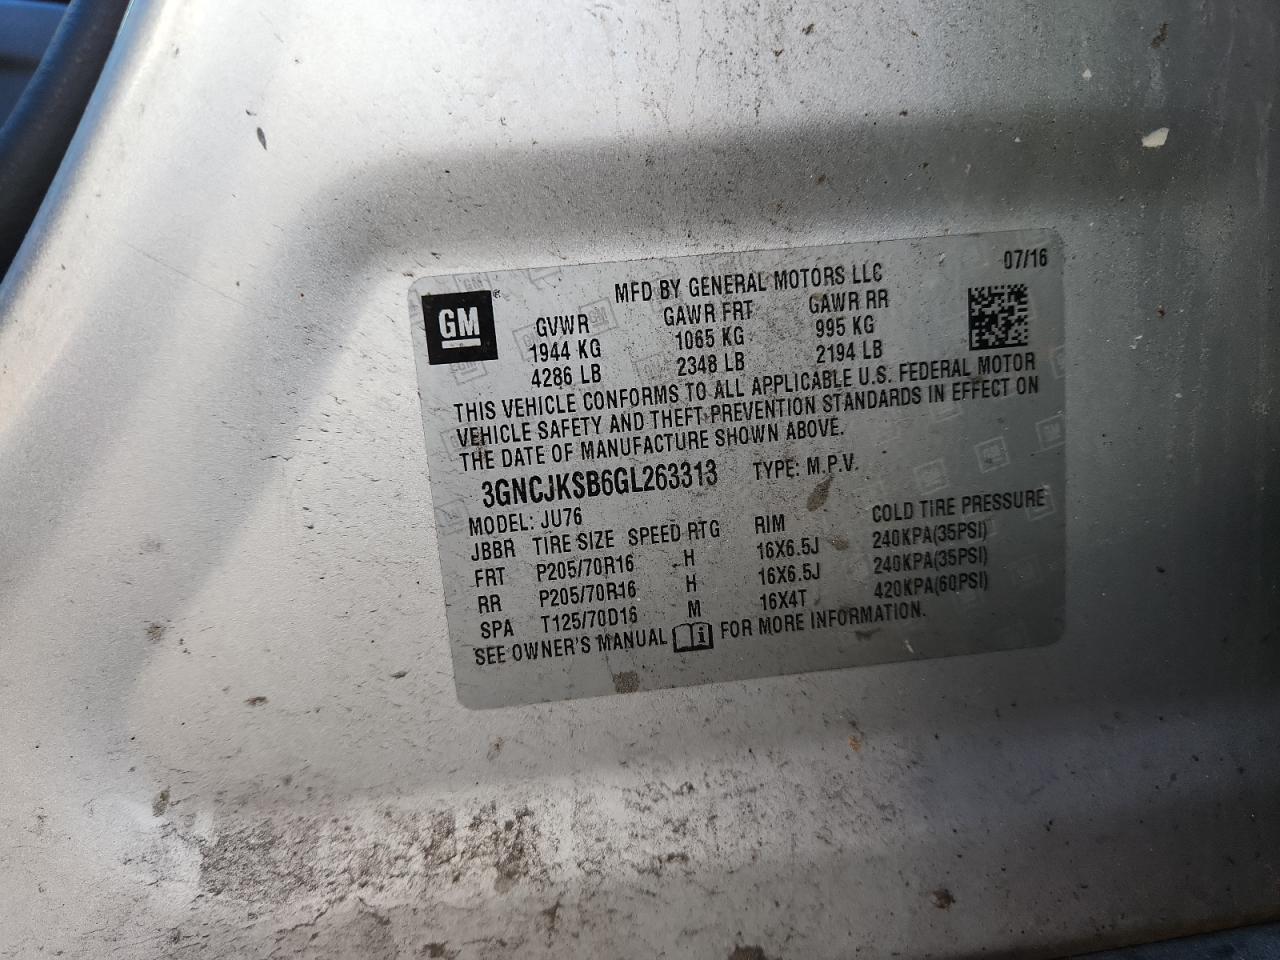 GM
MFD BY GENERAL MOTORS LLC 07/16
GVWR GAWR FRT GAWR RR
1944 KG 1065 KG 995 KG
4286 LB 2348 LB 2194 LB
THIS VEHICLE CONFORMS TO ALL APPLICABLE U.S. FEDERAL MOTOR
VEHICLE SAFETY AND THEFT PREVENTION STANDARDS IN EFFECT ON
THE DATE OF MANUFACTURE SHOWN ABOVE.
3GNCJKSB6GL263313 TYPE: M.P.V.
MODEL: JU76
JBBR TIRE SIZE SPEED RTG RIM COLD TIRE PRESSURE
FRT P205/70R16 H 16X6.5J 240KPA(35PSI)
RR P205/70R16 H 16X6.5J 240KPA(35PSI)
SPA T125/70D16 M 16X4T 420KPA(60PSI)
SEE OWNER'S MANUAL FOR MORE INFORMATION.